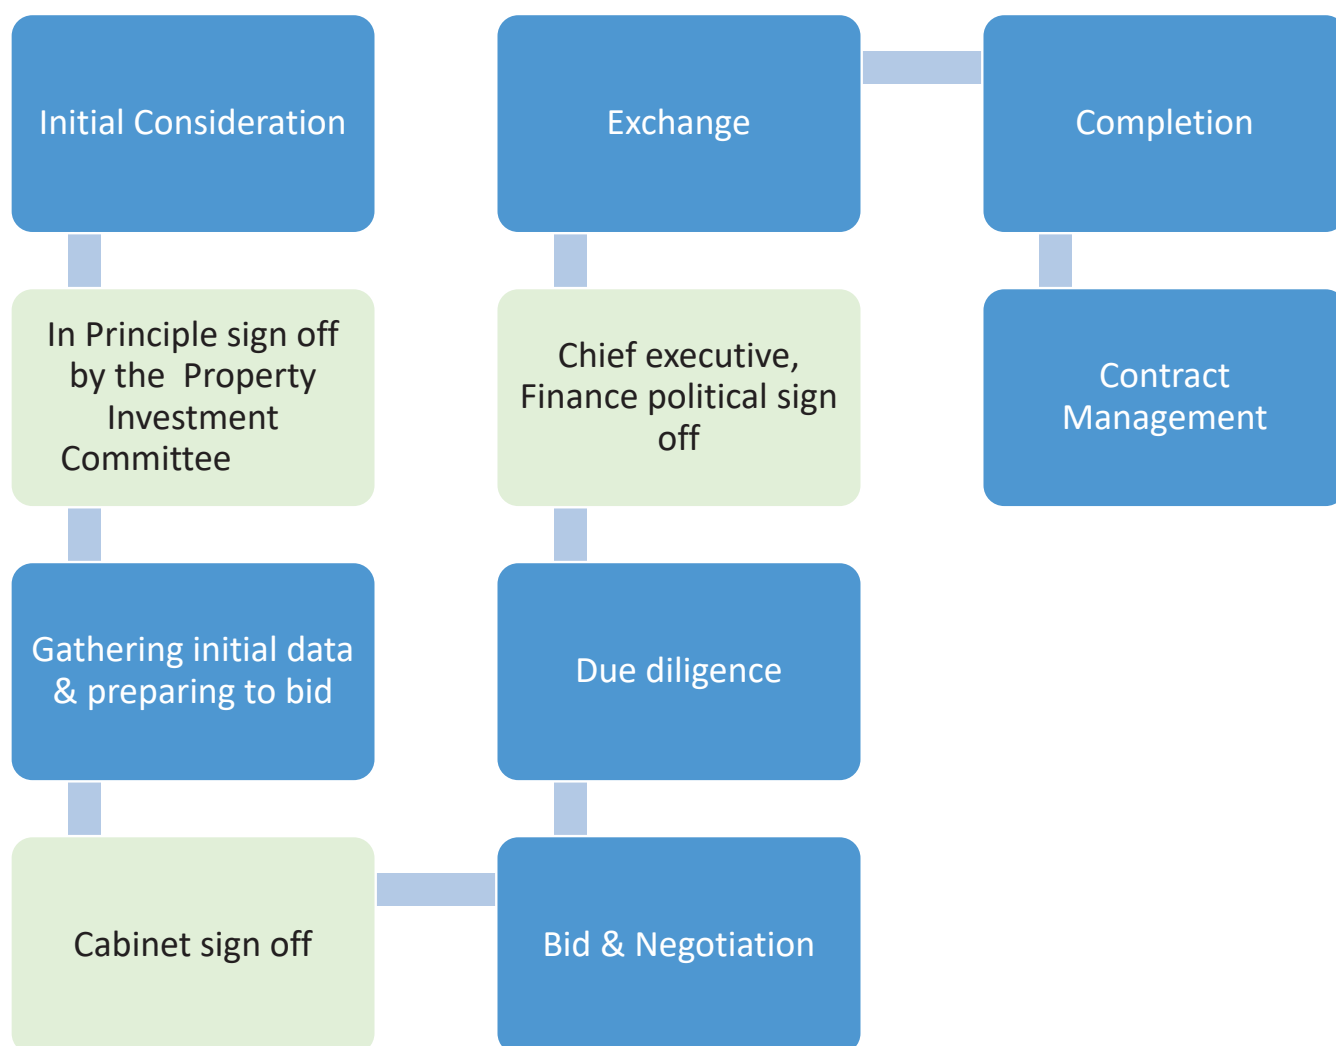 Initial Consideration
In Principle sign off
by the Property
Investment
Committee
Gathering initial data
& preparing to bid
Cabinet sign off
Bid & Negotiation
Due diligence
Chief executive,
Finance political sign
off
Exchange
Completion
Contract
Management